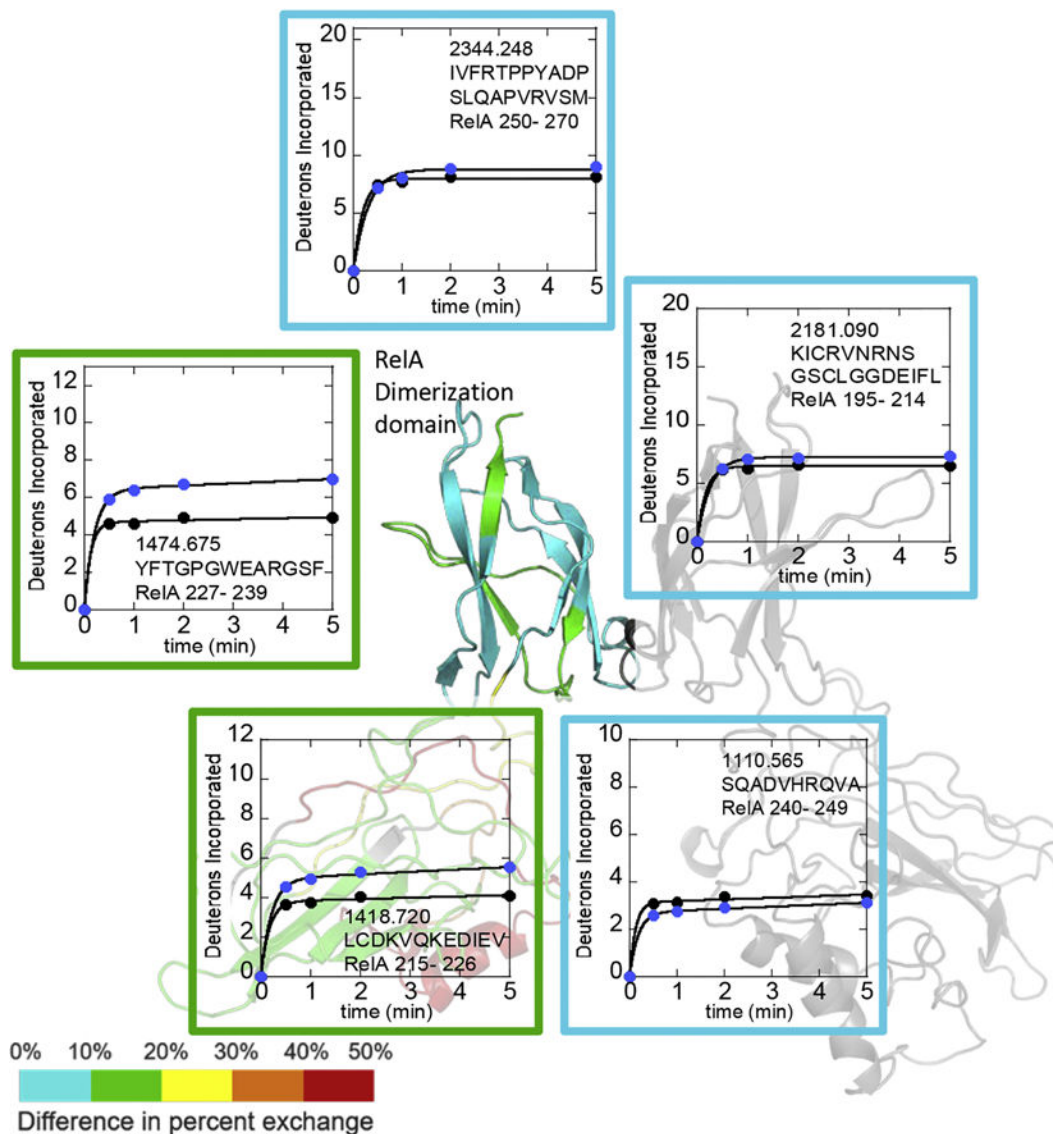 2344.248
IVFRTPPYADP
SLQAPVRVSM
RelA 250- 270
Deuterons Incorporated
20
15
10
5
0
0 1 2 3 4 5
time (min)
2181.090
KICRVNRNS
GSCLGGDEIFL
RelA 195- 214
Deuterons Incorporated
20
15
10
5
0
0 1 2 3 4 5
time (min)
RelA
Dimerization
domain
1474.675
YFTGPGWEARGSF
RelA 227- 239
Deuterons Incorporated
12
10
8
6
4
2
0
0 1 2 3 4 5
time (min)
1418.720
LCDKVQKEDIEV
RelA 215- 226
Deuterons Incorporated
12
10
8
6
4
2
0
0 1 2 3 4 5
time (min)
1110.565
SQADVHRQVA
RelA 240- 249
Deuterons Incorporated
10
8
6
4
2
0
0 1 2 3 4 5
time (min)
0% 10% 20% 30% 40% 50%
Difference in percent exchange